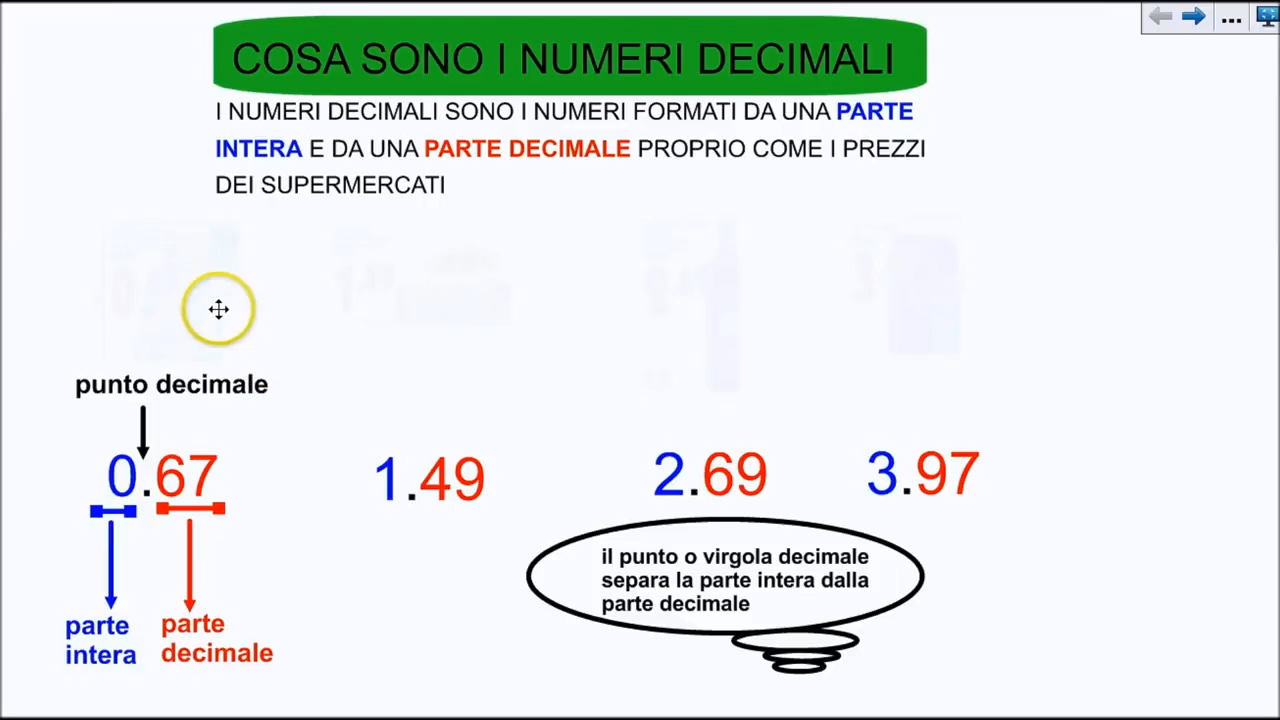 COSA SONO I NUMERI DECIMALI
I NUMERI DECIMALI SONO I NUMERI FORMATI DA UNA PARTE
INTERA E DA UNA PARTE DECIMALE PROPRIO COME I PREZZI
DEI SUPERMERCATI
punto decimale
0.67 1.49 2.69 3.97
il punto o virgola decimale
separa la parte intera dalla
parte decimale
parte
intera
parte
decimale